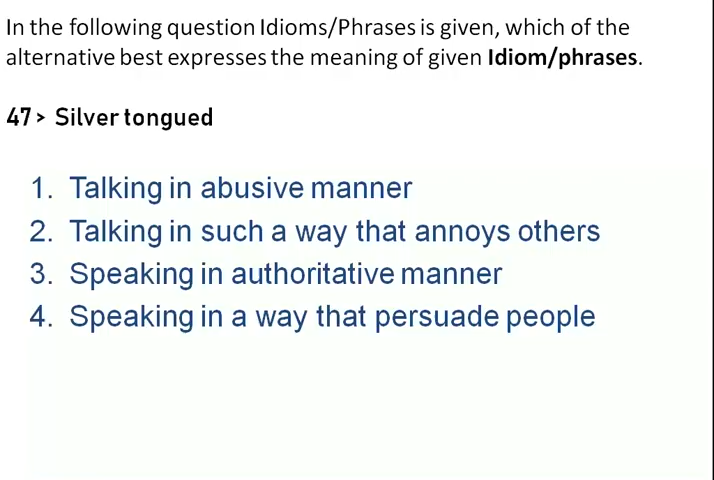 In the following question Idioms/Phrases is given, which of the
alternative best expresses the meaning of given Idiom/phrases.
47> Silver tongued
1. Talking in abusive manner
2. Talking in such a way that annoys others
3. Speaking in authoritative manner
4. Speaking in a way that persuade people